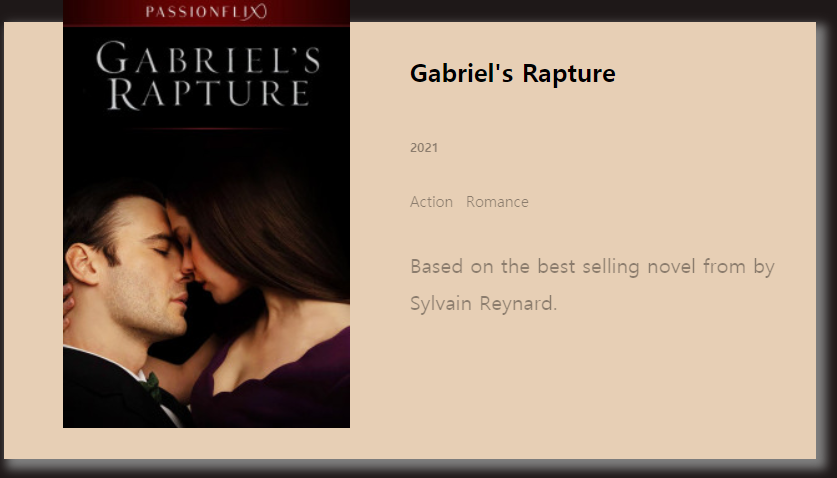 PASSIONFLIX
GABRIEL'S
RAPTURE
Gabriel's Rapture
2021
Action Romance
Based on the best selling novel from by
Sylvain Reynard.